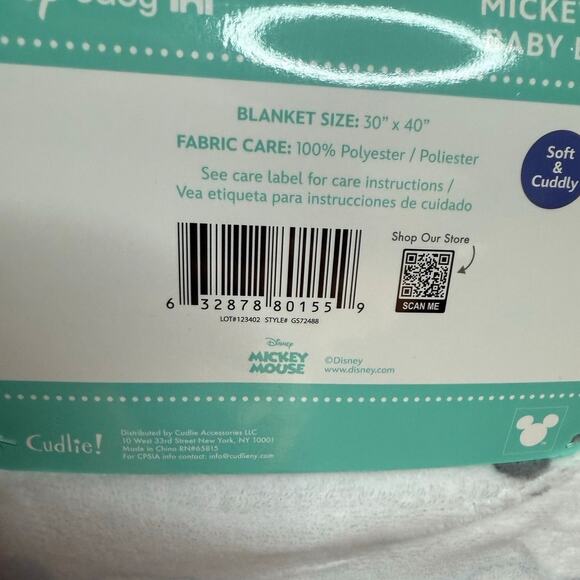 MICKE
BABY
BLANKET SIZE: 30" x 40"
FABRIC CARE: 100% Polyester / Poliester
See care label for care instructions /
Vea etiqueta para instrucciones de cuidado
Soft
&
Cuddly
Shop Our Store
SCAN ME
6 32878 80155 9
LOT#123402 STYLE# GS72488
Disney
MICKEY
MOUSE
©Disney
www.disney.com
Cudlie!
Distributed by Cudlie Accessories LLC
10 West 33rd Street New York, NY 10001
Made in China RN#65815
For CPSIA info contact: info@cudlieny.com